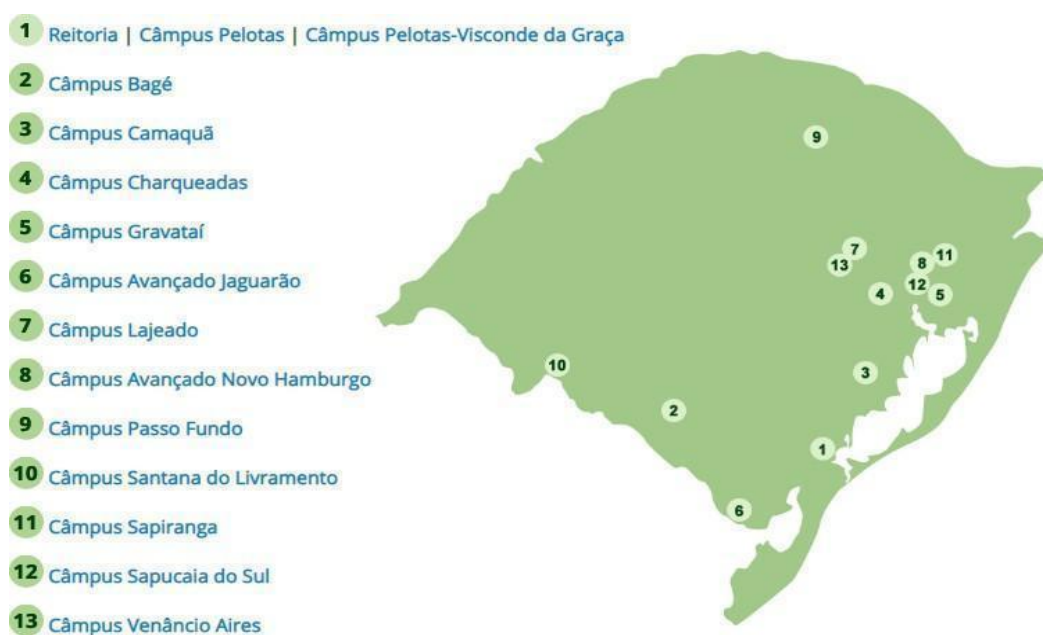 1 Reitoria | Câmpus Pelotas | Câmpus Pelotas-Visconde da Graça
2 Câmpus Bagé
3 Câmpus Camaquã
4 Câmpus Charqueadas
5 Câmpus Gravataí
6 Câmpus Avançado Jaguarão
7 Câmpus Lajeado
8 Câmpus Avançado Novo Hamburgo
9 Câmpus Passo Fundo
10 Câmpus Santana do Livramento
11 Câmpus Sapiranga
12 Câmpus Sapucaia do Sul
13 Câmpus Venâncio Aires
9
7
11
8
13
12
4
5
10
3
2
1
6